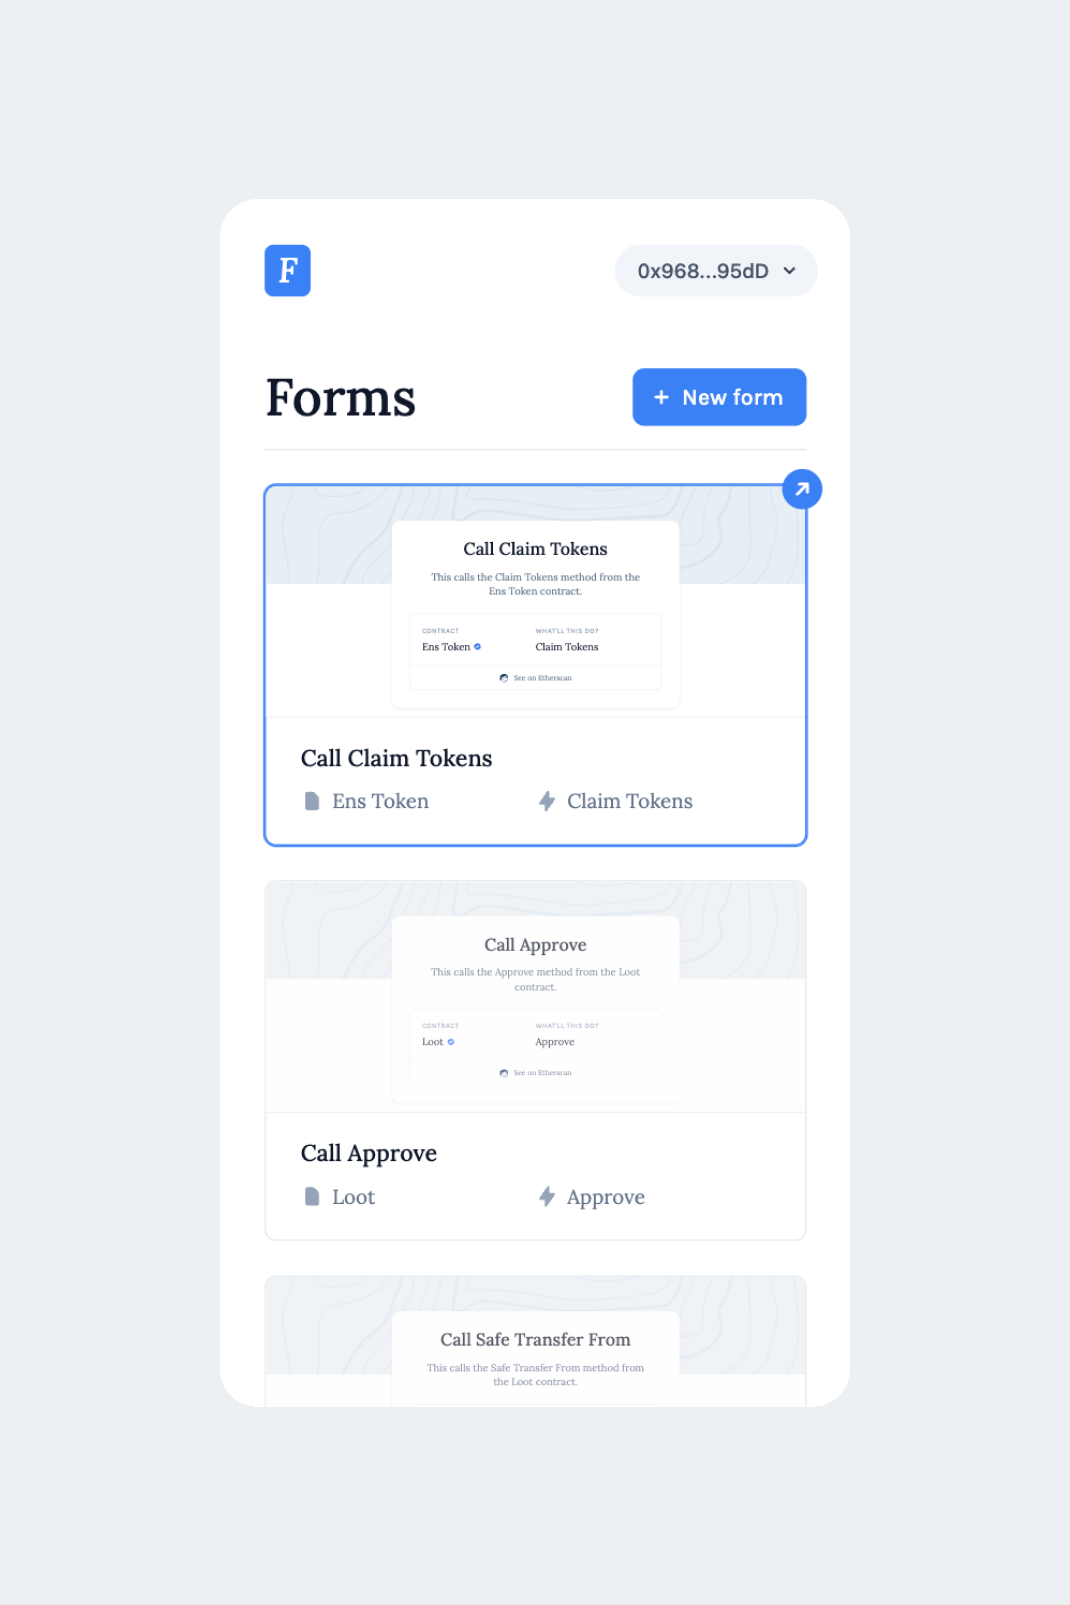 F
0x968...95dD
Forms
+ New form
Call Claim Tokens
This calls the Claim Tokens method from the
Ens Token contract.
CONTRACT WHAT'LL THIS DO?
Ens Token Claim Tokens
See on Etherscan
Call Claim Tokens
Ens Token Claim Tokens
Call Approve
This calls the Approve method from the Loot
contract.
CONTRACT WHAT'LL THIS DO?
Loot Approve
See on Etherscan
Call Approve
Loot Approve
Call Safe Transfer From
This calls the Safe Transfer From method from
the Loot contract.